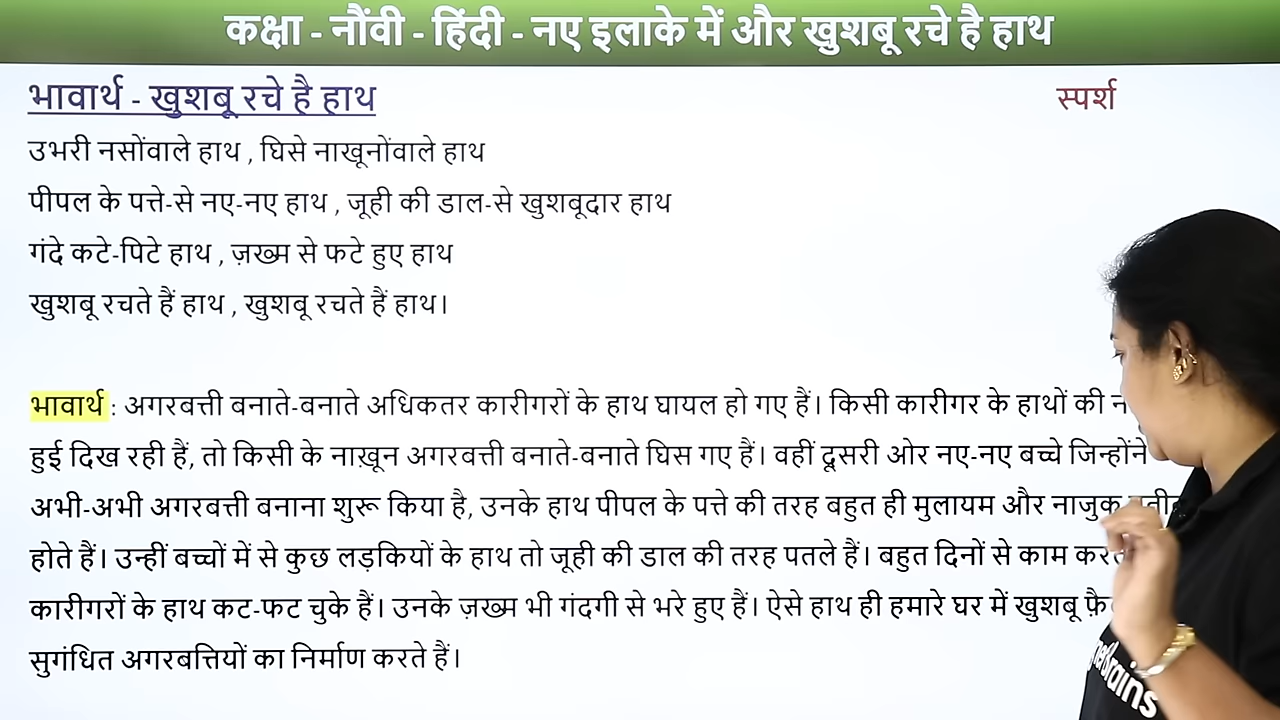 कक्षा - नौंवी - हिंदी - नए इलाके में और खुशबू रचे है हाथ
भावार्थ - खुशबू रचे है हाथ
स्पर्श
उभरी नसोंवाले हाथ , घिसे नाखूनोंवाले हाथ
पीपल के पत्ते-से नए-नए हाथ , जूही की डाल-से खुशबूदार हाथ
गंदे कटे-पिटे हाथ , ज़ख्म से फटे हुए हाथ
खुशबू रचते हैं हाथ , खुशबू रचते हैं हाथ।
भावार्थ : अगरबत्ती बनाते-बनाते अधिकतर कारीगरों के हाथ घायल हो गए हैं। किसी कारीगर के हाथों की
हुई दिख रही हैं, तो किसी के नाख़ून अगरबत्ती बनाते-बनाते घिस गए हैं। वहीं दूसरी ओर नए-नए बच्चे जिन्होंने
अभी-अभी अगरबत्ती बनाना शुरू किया है, उनके हाथ पीपल के पत्ते की तरह बहुत ही मुलायम और नाजुक
होते हैं। उन्हीं बच्चों में से कुछ लड़कियों के हाथ तो जूही की डाल की तरह पतले हैं। बहुत दिनों से काम
कारीगरों के हाथ कट-फट चुके हैं। उनके ज़ख्म भी गंदगी से भरे हुए हैं। ऐसे हाथ ही हमारे घर में खुशबू
सुगंधित अगरबत्तियों का निर्माण करते हैं।